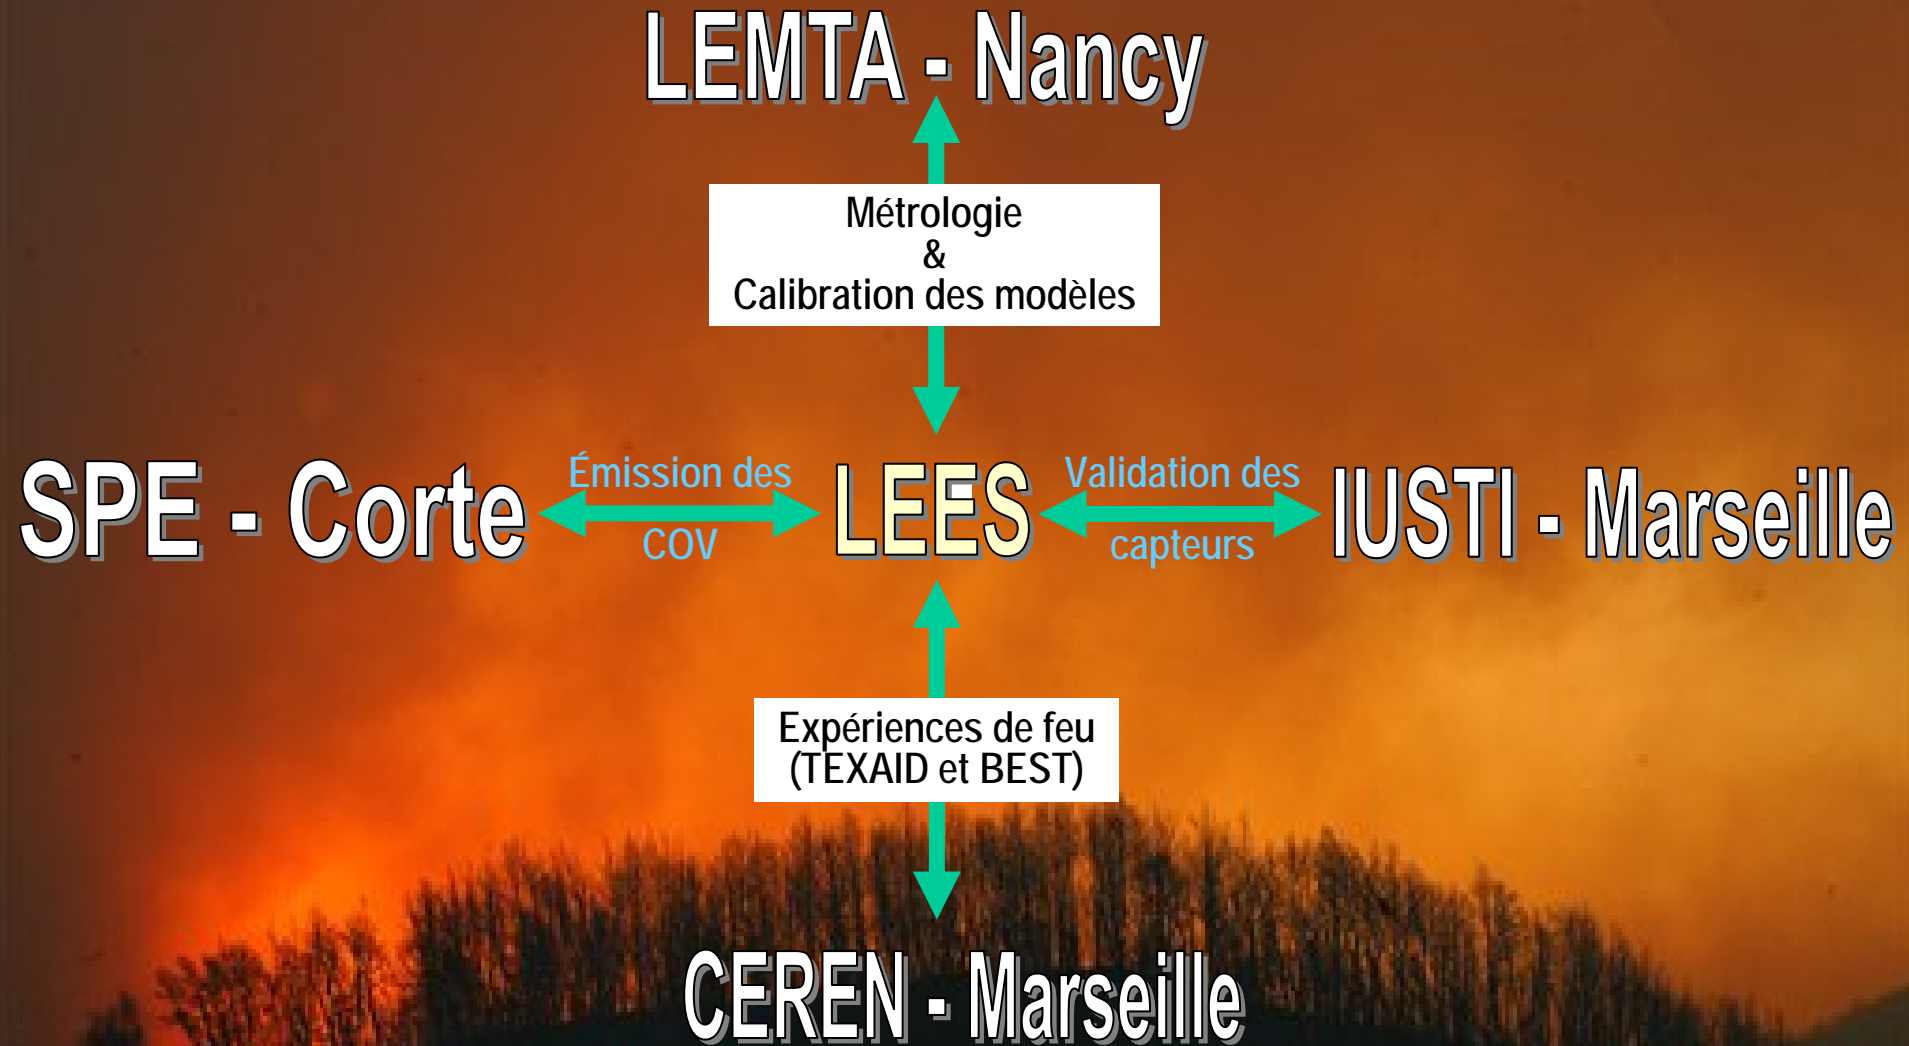 LEMTA - Nancy
Métrologie
&
Calibration des modèles
SPE - Corte
Émission des
COV
LEES
Validation des
capteurs
IUSTI - Marseille
Expériences de feu
(TEXAID et BEST)
CEREN - Marseille